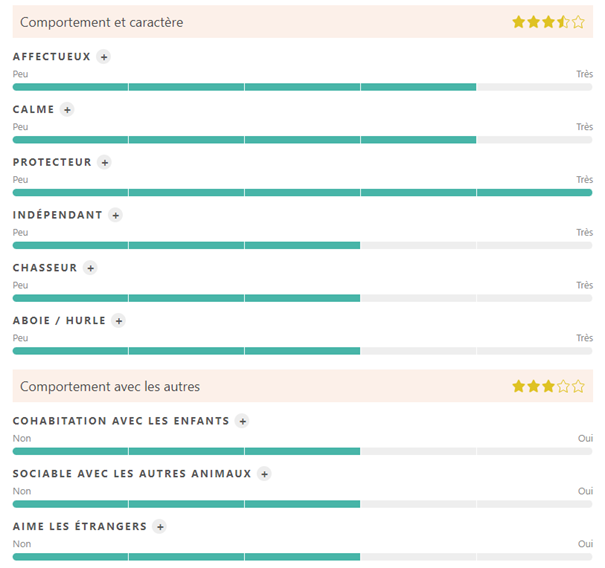 Comportement et caractère
AFFECTUEUX +
Peu Très
CALME +
Peu Très
PROTECTEUR +
Peu Très
INDÉPENDANT +
Peu Très
CHASSEUR +
Peu Très
ABOIE / HURLE +
Peu Très
Comportement avec les autres
COHABITATION AVEC LES ENFANTS +
Non Oui
SOCIABLE AVEC LES AUTRES ANIMAUX +
Non Oui
AIME LES ÉTRANGERS +
Non Oui